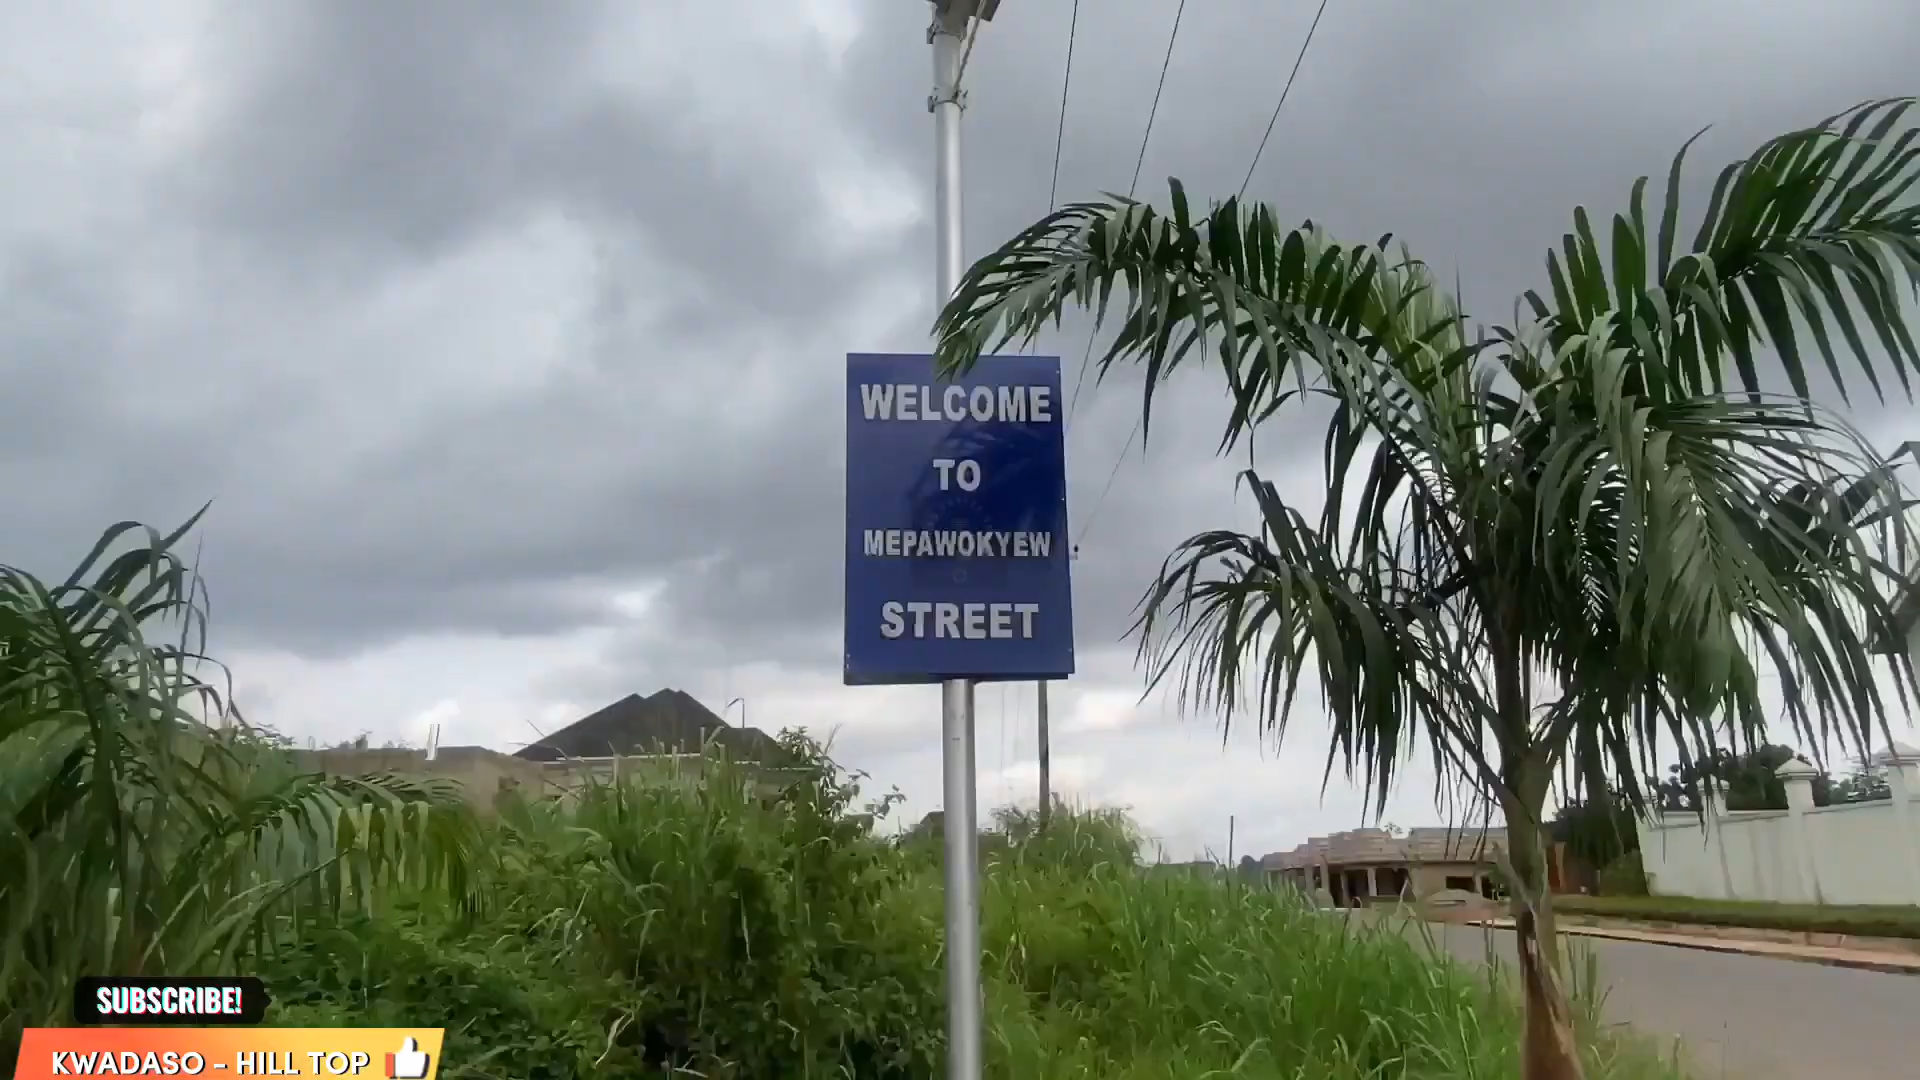 WELCOME
TO
MEPAWOKYEW
STREET
SUBSCRIBE!
KWADASO - HILL TOP